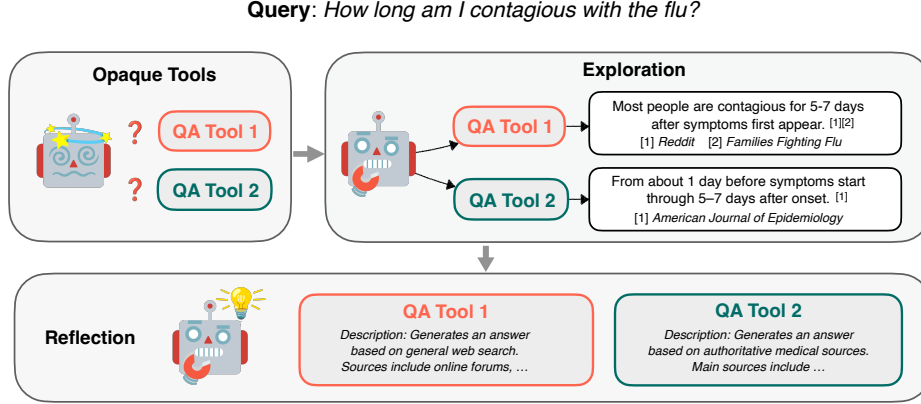 Query: How long am I contagious with the flu?
Opaque Tools
❓ QA Tool 1
❓ QA Tool 2
Exploration
QA Tool 1
Most people are contagious for 5-7 days
after symptoms first appear. [1][2]
[1] Reddit [2] Families Fighting Flu
QA Tool 2
From about 1 day before symptoms start
through 5–7 days after onset. [1]
[1] American Journal of Epidemiology
Reflection
QA Tool 1
Description: Generates an answer
based on general web search.
Sources include online forums, …
QA Tool 2
Description: Generates an answer
based on authoritative medical sources.
Main sources include …